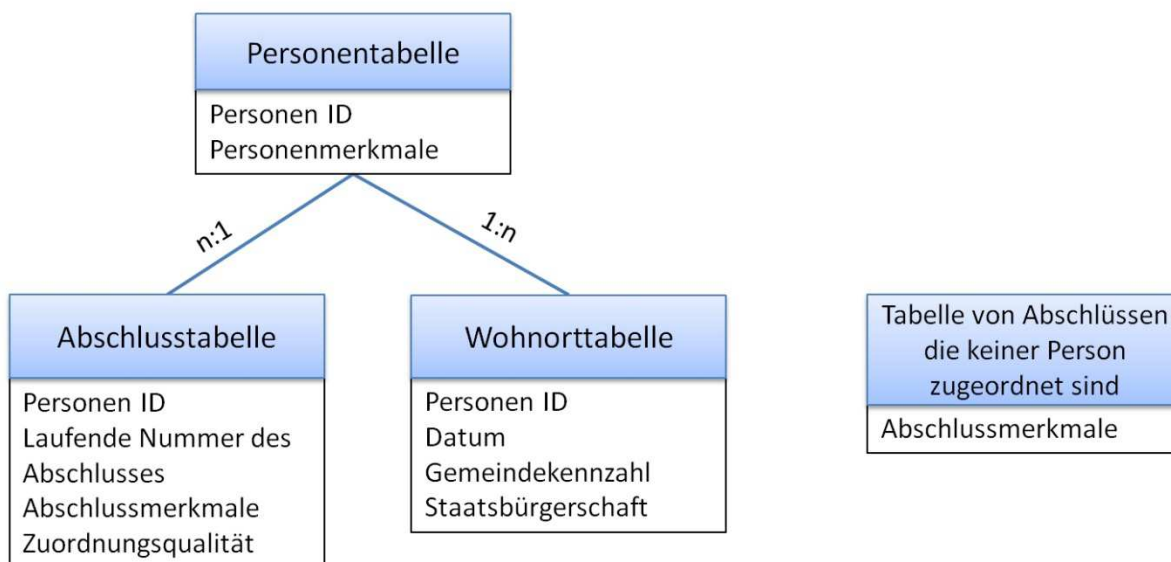 Personentabelle
Personen ID
Personenmerkmale
n:1
1:n
Abschlusstabelle
Personen ID
Laufende Nummer des
Abschlusses
Abschlussmerkmale
Zuordnungsqualität
Wohnorttabelle
Personen ID
Datum
Gemeindekennzahl
Staatsbürgerschaft
Tabelle von Abschlüssen
die keiner Person
zugeordnet sind
Abschlussmerkmale